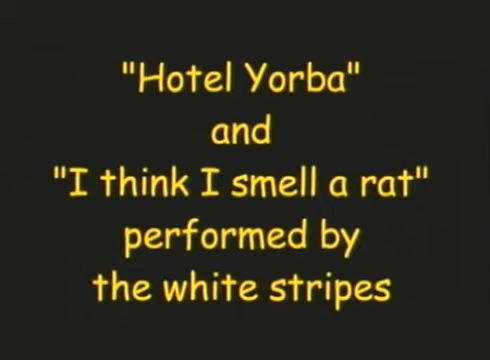 "Hotel Yorba"
and
"I think I smell a rat"
performed by
the white stripes